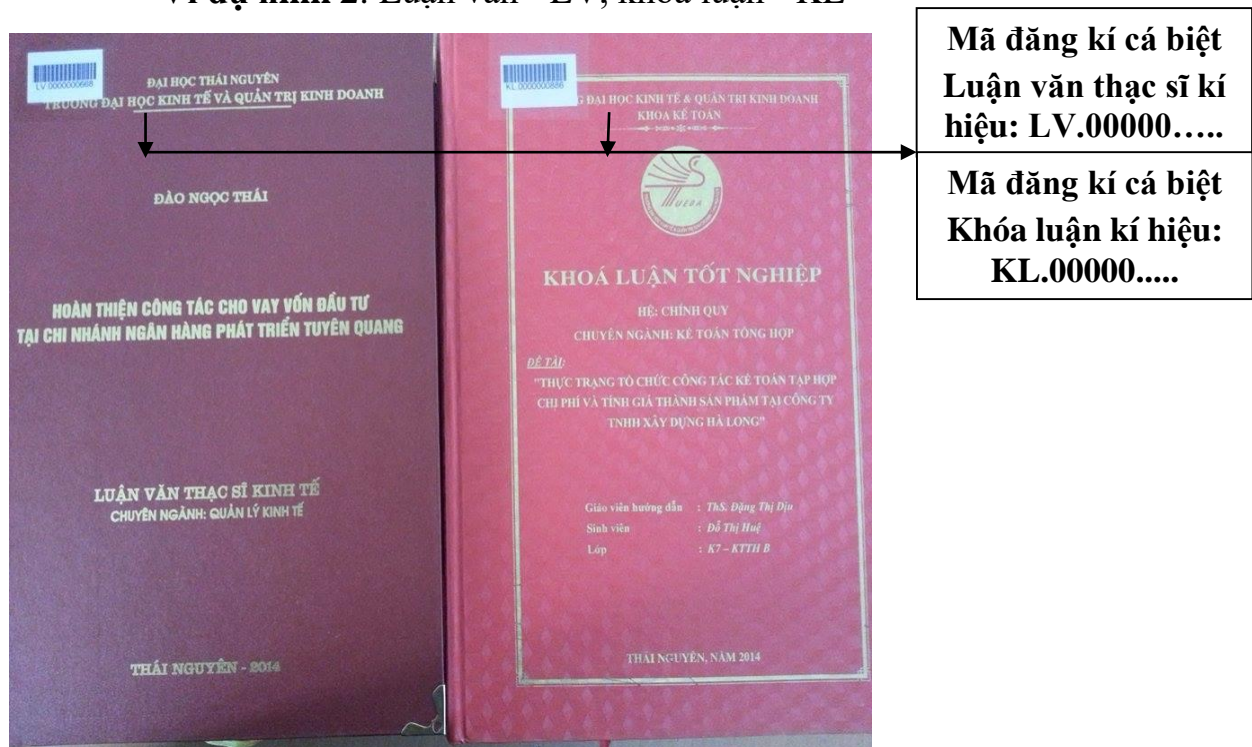 Ví dụ hình 2: Luận văn - LV, khóa luận - KL
LV.0000000668
ĐẠI HỌC THÁI NGUYÊN
TRƯỜNG ĐẠI HỌC KINH TẾ VÀ QUẢN TRỊ KINH DOANH
ĐÀO NGỌC THÁI
HOÀN THIỆN CÔNG TÁC CHO VAY VỐN ĐẦU TƯ
TẠI CHI NHÁNH NGÂN HÀNG PHÁT TRIỂN TUYÊN QUANG
LUẬN VĂN THẠC SĨ KINH TẾ
CHUYÊN NGÀNH: QUẢN LÝ KINH TẾ
THÁI NGUYÊN - 2014
KL.0000000886
ĐẠI HỌC KINH TẾ & QUẢN TRỊ KINH DOANH
KHOA KẾ TOÁN
TUEBA
KHOÁ LUẬN TỐT NGHIỆP
HỆ: CHÍNH QUY
CHUYÊN NGÀNH: KẾ TOÁN TỔNG HỢP
ĐỀ TÀI:
"THỰC TRẠNG TỔ CHỨC CÔNG TÁC KẾ TOÁN TẬP HỢP
CHI PHÍ VÀ TÍNH GIÁ THÀNH SẢN PHẨM TẠI CÔNG TY
TNHH XÂY DỰNG HÀ LONG"
Giáo viên hướng dẫn : ThS. Đặng Thị Dịu
Sinh viên : Đỗ Thị Huệ
Lớp : K7 – KTTH B
THÁI NGUYÊN, NĂM 2014
Mã đăng kí cá biệt
Luận văn thạc sĩ kí
hiệu: LV.00000…..
Mã đăng kí cá biệt
Khóa luận kí hiệu:
KL.00000.....